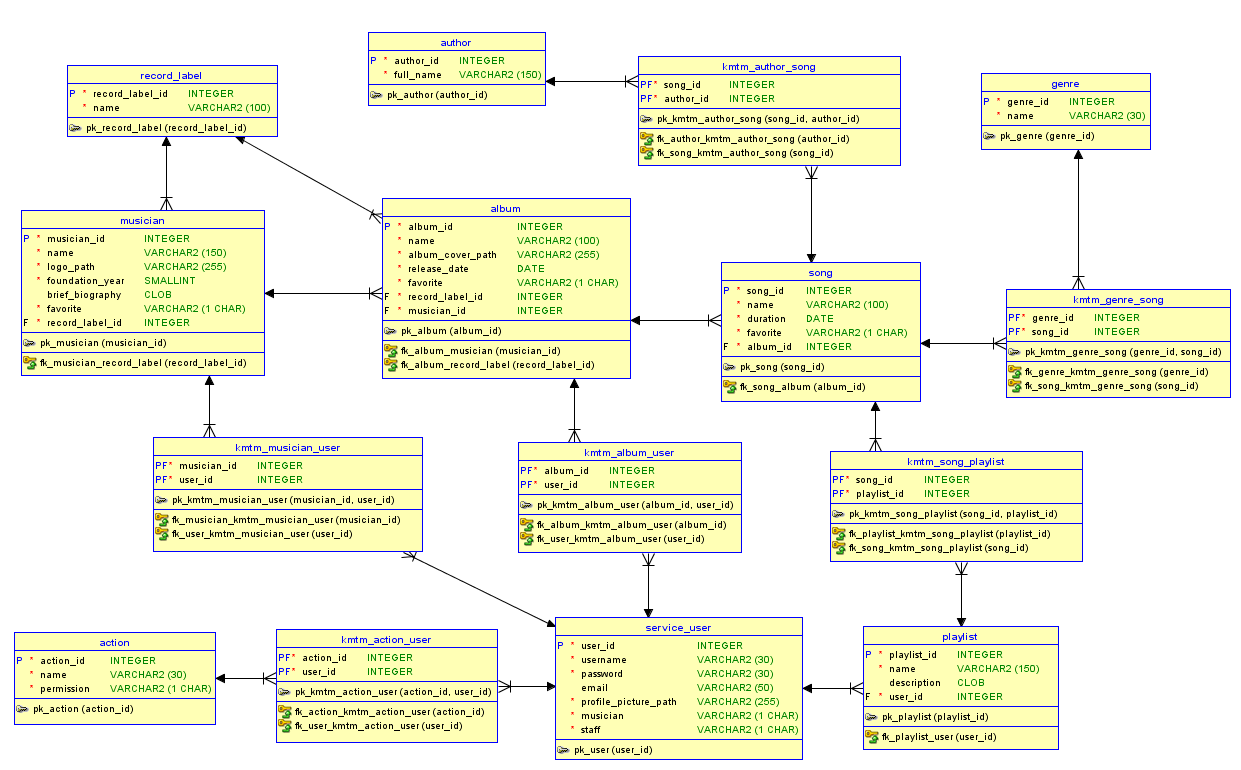 author
P * author_id INTEGER
* full_name VARCHAR2 (150)
pk_author (author_id)
record_label
P * record_label_id INTEGER
* name VARCHAR2 (100)
pk_record_label (record_label_id)
kmtm_author_song
PF* song_id INTEGER
PF* author_id INTEGER
pk_kmtm_author_song (song_id, author_id)
fk_author_kmtm_author_song (author_id)
fk_song_kmtm_author_song (song_id)
genre
P * genre_id INTEGER
* name VARCHAR2 (30)
pk_genre (genre_id)
musician
P * musician_id INTEGER
* name VARCHAR2 (150)
* logo_path VARCHAR2 (255)
* foundation_year SMALLINT
brief_biography CLOB
* favorite VARCHAR2 (1 CHAR)
F * record_label_id INTEGER
pk_musician (musician_id)
fk_musician_record_label (record_label_id)
album
P * album_id INTEGER
* name VARCHAR2 (100)
* album_cover_path VARCHAR2 (255)
* release_date DATE
* favorite VARCHAR2 (1 CHAR)
F * record_label_id INTEGER
F * musician_id INTEGER
pk_album (album_id)
fk_album_musician (musician_id)
fk_album_record_label (record_label_id)
song
P * song_id INTEGER
* name VARCHAR2 (100)
* duration DATE
* favorite VARCHAR2 (1 CHAR)
F * album_id INTEGER
pk_song (song_id)
fk_song_album (album_id)
kmtm_genre_song
PF* genre_id INTEGER
PF* song_id INTEGER
pk_kmtm_genre_song (genre_id, song_id)
fk_genre_kmtm_genre_song (genre_id)
fk_song_kmtm_genre_song (song_id)
kmtm_musician_user
PF* musician_id INTEGER
PF* user_id INTEGER
pk_kmtm_musician_user (musician_id, user_id)
fk_musician_kmtm_musician_user (musician_id)
fk_user_kmtm_musician_user (user_id)
kmtm_album_user
PF* album_id INTEGER
PF* user_id INTEGER
pk_kmtm_album_user (album_id, user_id)
fk_album_kmtm_album_user (album_id)
fk_user_kmtm_album_user (user_id)
kmtm_song_playlist
PF* song_id INTEGER
PF* playlist_id INTEGER
pk_kmtm_song_playlist (song_id, playlist_id)
fk_playlist_kmtm_song_playlist (playlist_id)
fk_song_kmtm_song_playlist (song_id)
action
P * action_id INTEGER
* name VARCHAR2 (30)
* permission VARCHAR2 (1 CHAR)
pk_action (action_id)
kmtm_action_user
PF* action_id INTEGER
PF* user_id INTEGER
pk_kmtm_action_user (action_id, user_id)
fk_action_kmtm_action_user (action_id)
fk_user_kmtm_action_user (user_id)
service_user
P * user_id INTEGER
* username VARCHAR2 (30)
* password VARCHAR2 (30)
email VARCHAR2 (50)
* profile_picture_path VARCHAR2 (255)
* musician VARCHAR2 (1 CHAR)
* staff VARCHAR2 (1 CHAR)
pk_user (user_id)
playlist
P * playlist_id INTEGER
* name VARCHAR2 (150)
description CLOB
F * user_id INTEGER
pk_playlist (playlist_id)
fk_playlist_user (user_id)